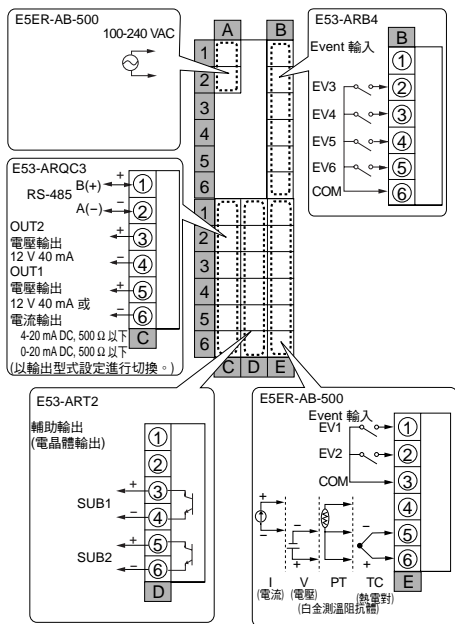 E5ER-AB-500
100-240 VAC
A
B
1
2
3
4
5
6
1
2
3
4
5
6
C D E
E53-ARB4
Event 輸入
B
①
EV3 ②
EV4 ③
EV5 ④
EV6 ⑤
COM ⑥
E53-ARQC3
RS-485
B(+) + ①
A(−) − ②
OUT2
電壓輸出
12 V 40 mA
+ ③
− ④
OUT1
電壓輸出
12 V 40 mA 或
電流輸出
+ ⑤
− ⑥
C
4-20 mA DC, 500 Ω 以下
0-20 mA DC, 500 Ω 以下
(以輸出型式設定進行切換。)
E53-ART2
輔助輸出
(電晶體輸出)
①
②
SUB1
+ ③
− ④
SUB2
+ ⑤
− ⑥
D
E5ER-AB-500
Event 輸入
EV1 ①
EV2 ②
COM ③
④
⑤
⑥
E
+
−
−
+
−
+
I
(電流)
V
(電壓)
PT
(白金測溫阻抗體)
TC
(熱電對)